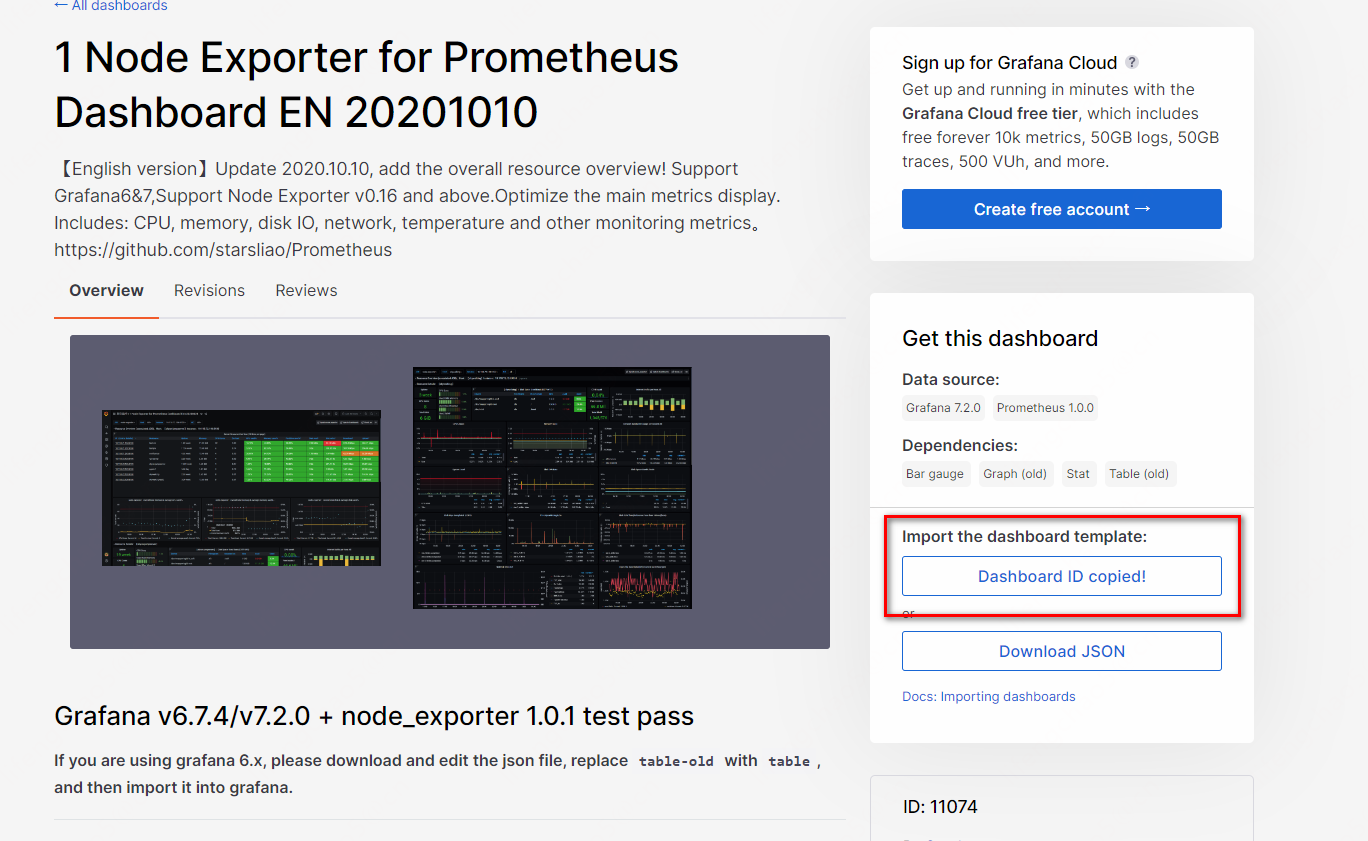 ← All dashboards
1 Node Exporter for Prometheus
Dashboard EN 20201010
【English version】Update 2020.10.10, add the overall resource overview! Support
Grafana6&7,Support Node Exporter v0.16 and above.Optimize the main metrics display.
Includes: CPU, memory, disk IO, network, temperature and other monitoring metrics。
https://github.com/starsliao/Prometheus
Overview Revisions Reviews
Grafana v6.7.4/v7.2.0 + node_exporter 1.0.1 test pass
If you are using grafana 6.x, please download and edit the json file, replace table-old with table ,
and then import it into grafana.
Sign up for Grafana Cloud ?
Get up and running in minutes with the
Grafana Cloud free tier, which includes
free forever 10k metrics, 50GB logs, 50GB
traces, 500 VUh, and more.
Create free account →
Get this dashboard
Data source:
Grafana 7.2.0 Prometheus 1.0.0
Dependencies:
Bar gauge Graph (old) Stat Table (old)
Import the dashboard template:
Dashboard ID copied!
or
Download JSON
Docs: Importing dashboards
ID: 11074